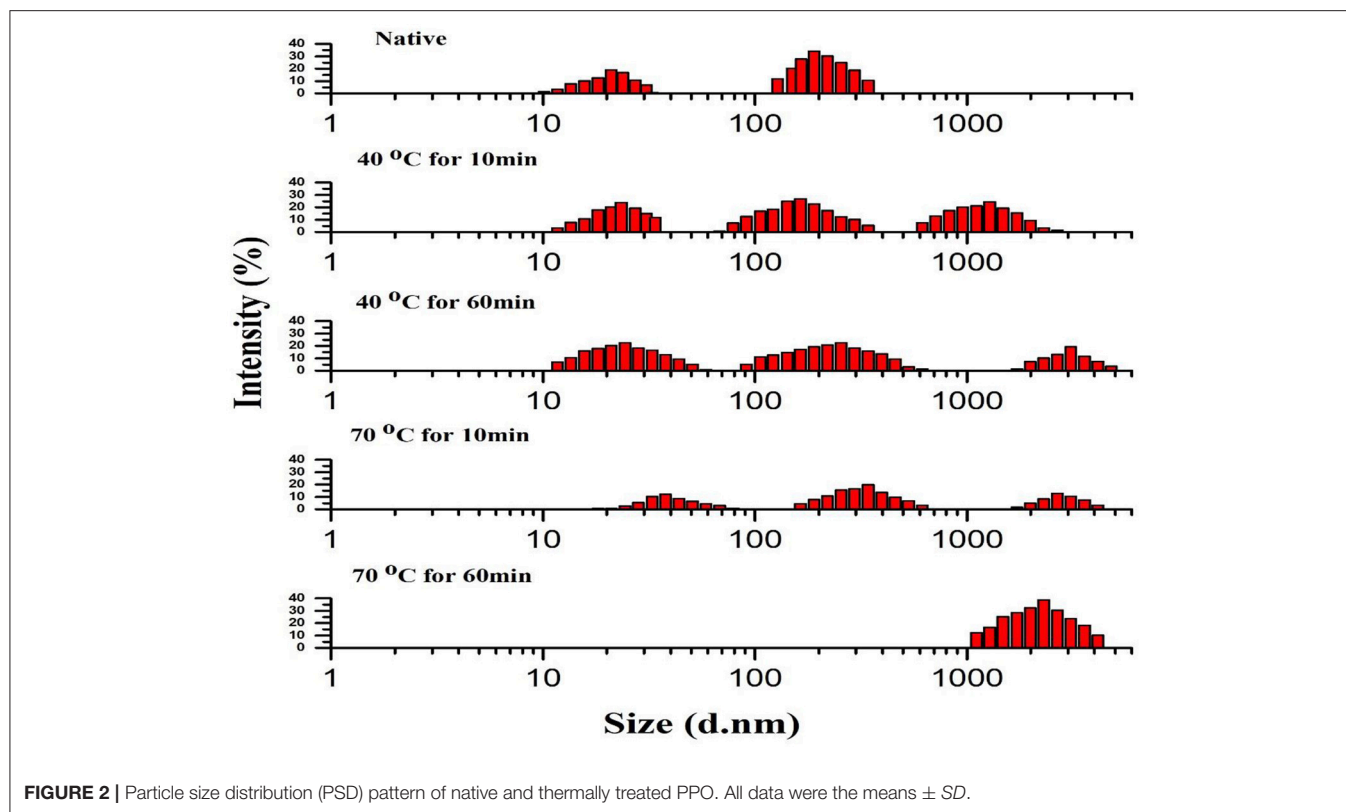 Native
40
30
20
10
0
1 10 100 1000
40 °C for 10min
40
30
20
10
0
1 10 100 1000
40 °C for 60min
40
30
20
10
0
1 10 100 1000
70 °C for 10min
40
30
20
10
0
1 10 100 1000
70 °C for 60min
40
30
20
10
0
1 10 100 1000
Intensity (%)
Size (d.nm)
FIGURE 2 | Particle size distribution (PSD) pattern of native and thermally treated PPO. All data were the means ± SD.